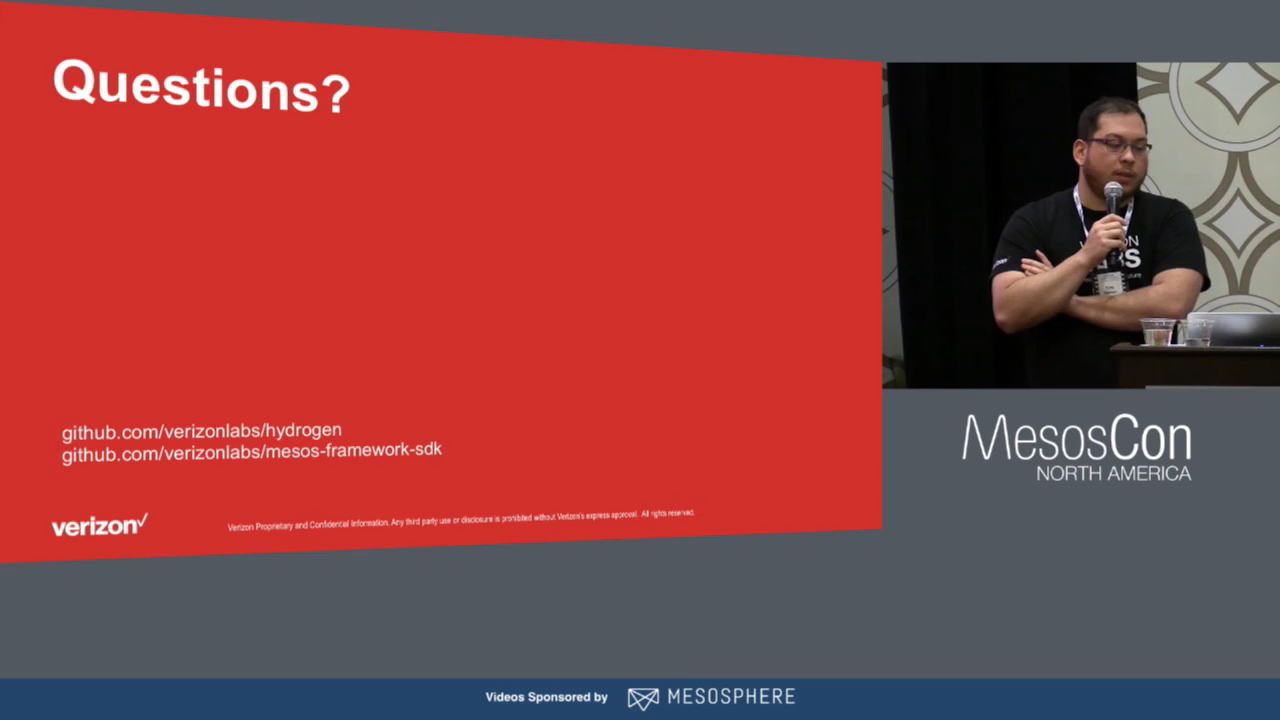 Questions?
github.com/verizonlabs/hydrogen
github.com/verizonlabs/mesos-framework-sdk
verizon✓
Verizon Proprietary and Confidential Information. Any third party use or disclosure is prohibited without Verizon's express approval. All rights reserved.
MesosCon
NORTH AMERICA
Videos Sponsored by MESOSPHERE